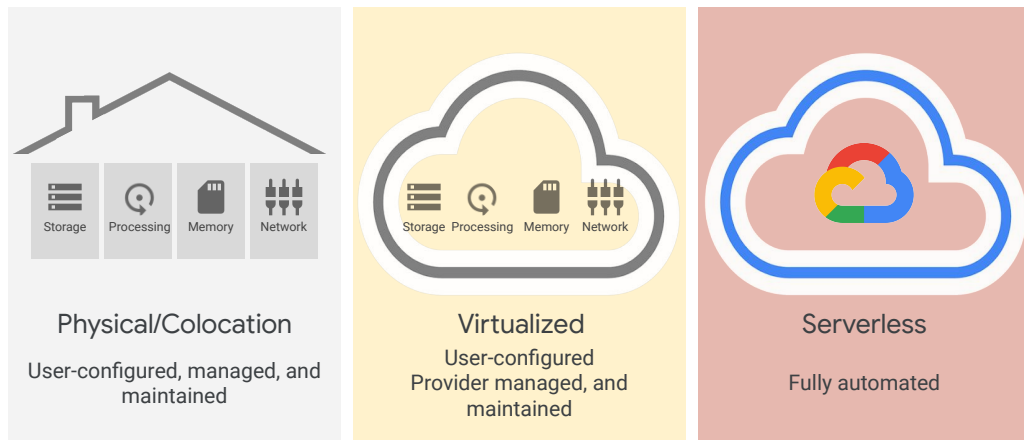 Storage
Processing
Memory
Network
Physical/Colocation
User-configured, managed, and
maintained
Storage
Processing
Memory
Network
Virtualized
User-configured
Provider managed, and
maintained
Serverless
Fully automated